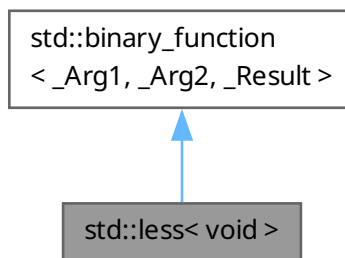 std::binary_function
< _Arg1, _Arg2, _Result >
std::less< void >